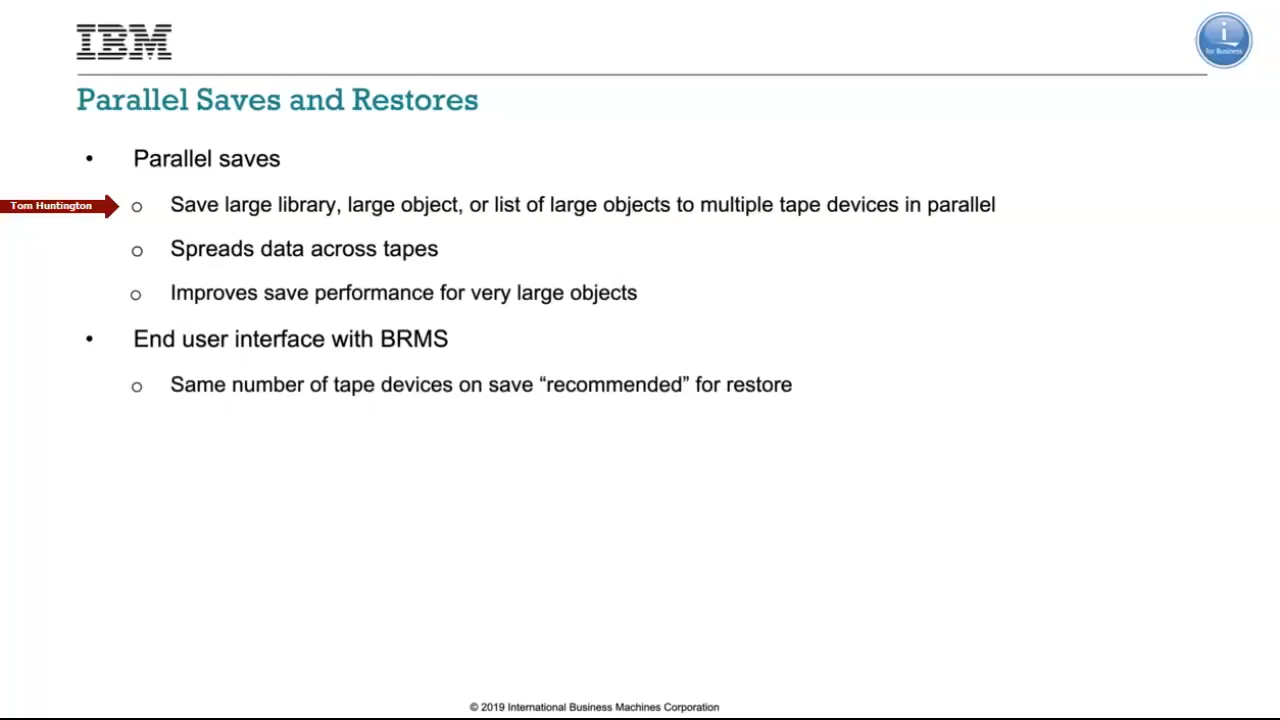 IBM
i
for Business
Parallel Saves and Restores
• Parallel saves
Tom Huntington
o Save large library, large object, or list of large objects to multiple tape devices in parallel
o Spreads data across tapes
o Improves save performance for very large objects
• End user interface with BRMS
o Same number of tape devices on save “recommended” for restore
© 2019 International Business Machines Corporation